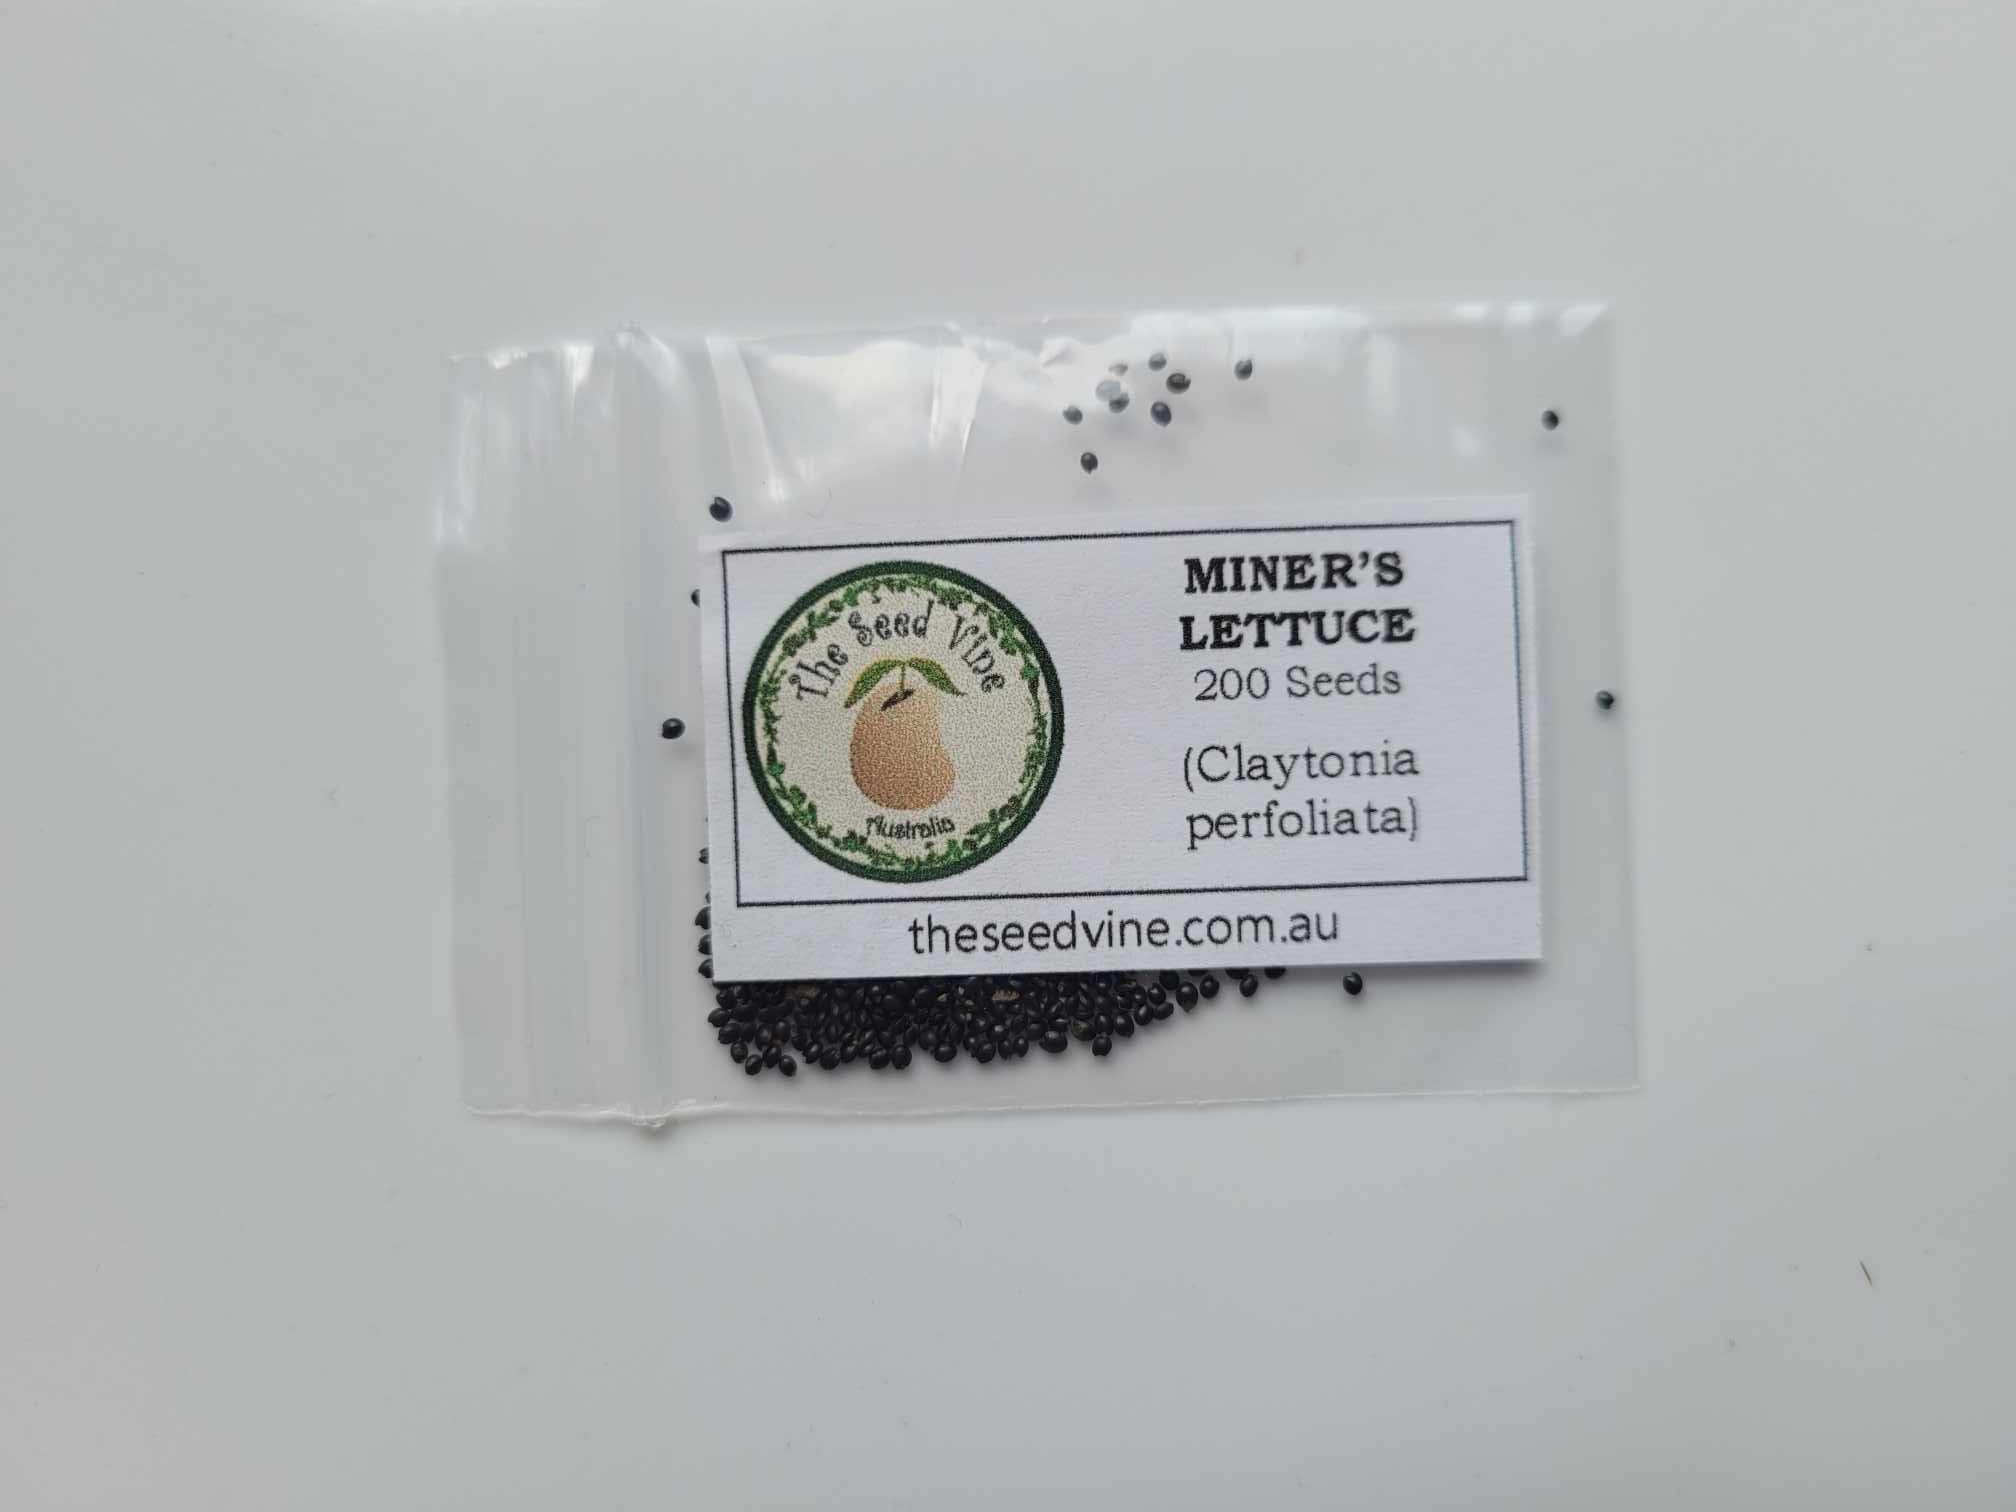 The Seed Vine
Australia
MINER'S
LETTUCE
200 Seeds
(Claytonia
perfoliata)
theseedvine.com.au